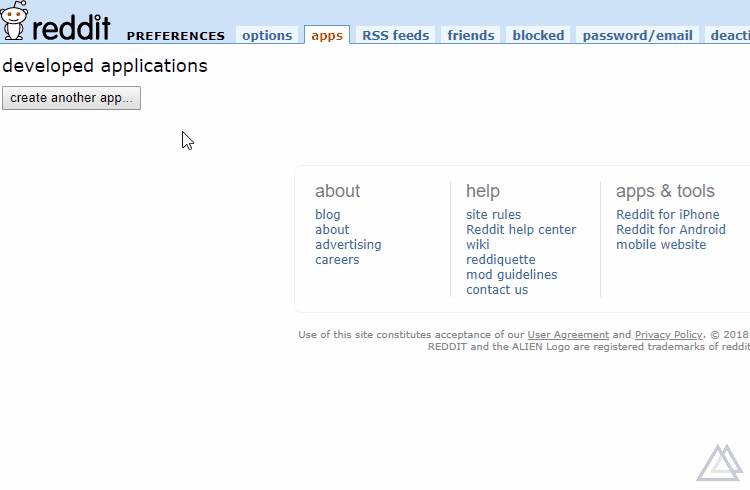 reddit PREFERENCES options apps RSS feeds friends blocked password/email deacti
developed applications
create another app...
about
blog
about
advertising
careers
help
site rules
Reddit help center
wiki
reddiquette
mod guidelines
contact us
apps & tools
Reddit for iPhone
Reddit for Android
mobile website
Use of this site constitutes acceptance of our User Agreement and Privacy Policy. © 2018
REDDIT and the ALIEN Logo are registered trademarks of reddit